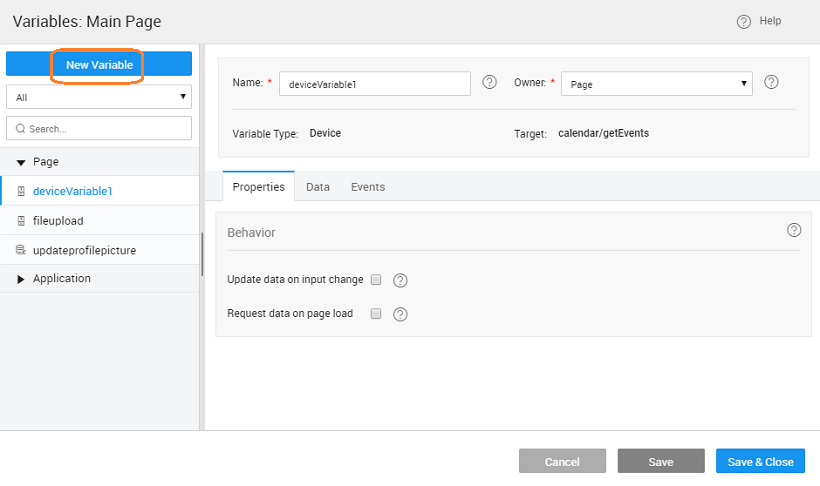 Variables: Main Page
? Help
New Variable
All
Search...
Page
deviceVariable1
fileupload
updateprofilepicture
Application
Name: * deviceVariable1 ? Owner: * Page ?
Variable Type: Device Target: calendar/getEvents
Properties Data Events
Behavior ?
Update data on input change ?
Request data on page load ?
Cancel Save Save & Close